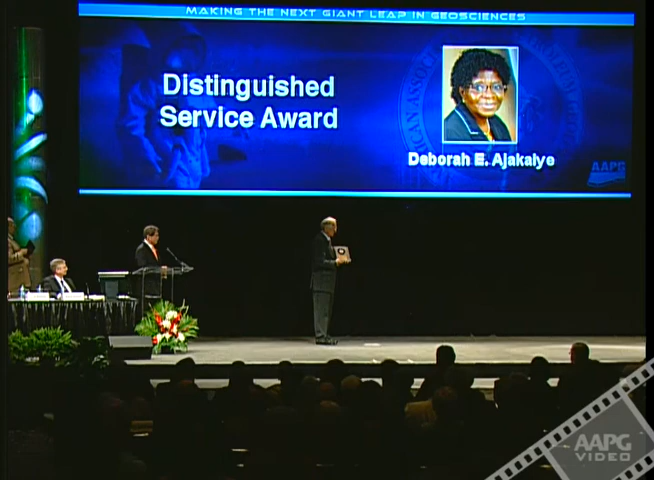 MAKING THE NEXT GIANT LEAP IN GEOSCIENCES
Distinguished
Service Award
Deborah E. Ajakaiye
AAPG
AAPG
VIDEO